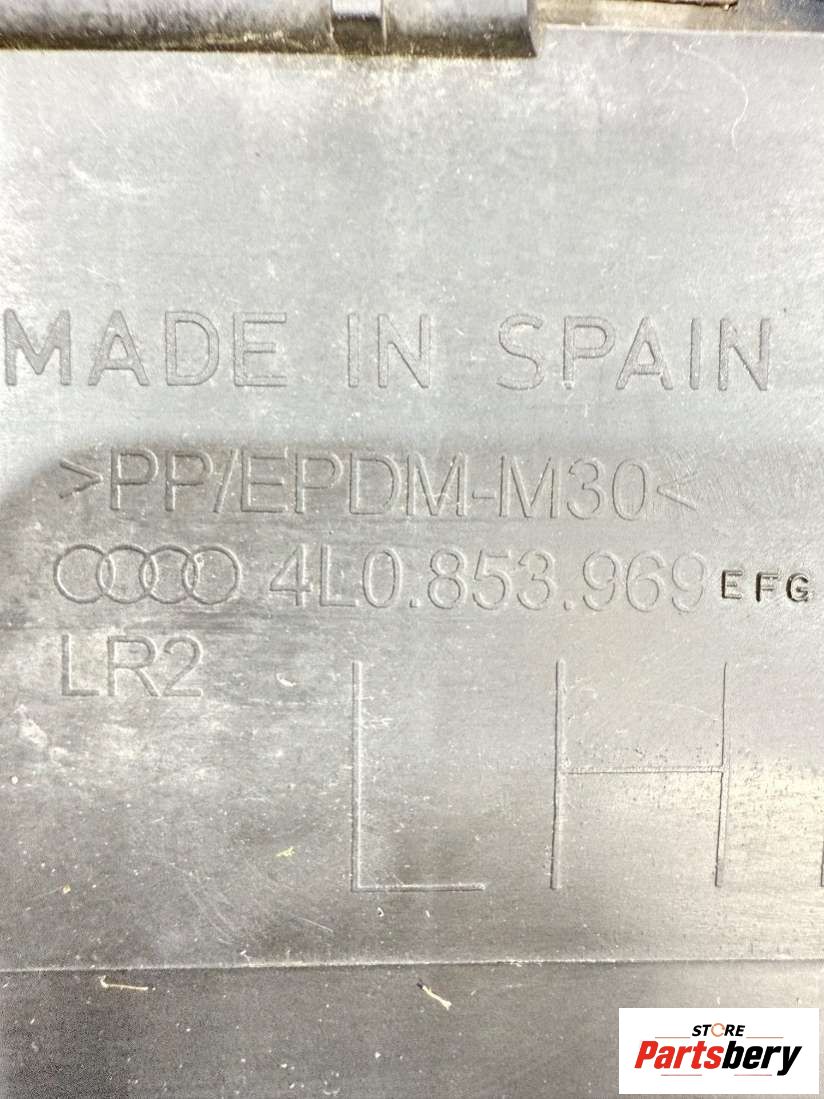 MADE IN SPAIN
>PP/EPDM-M30<
4L0.853.969 EFG
LR2
LH
STORE
Partsbery